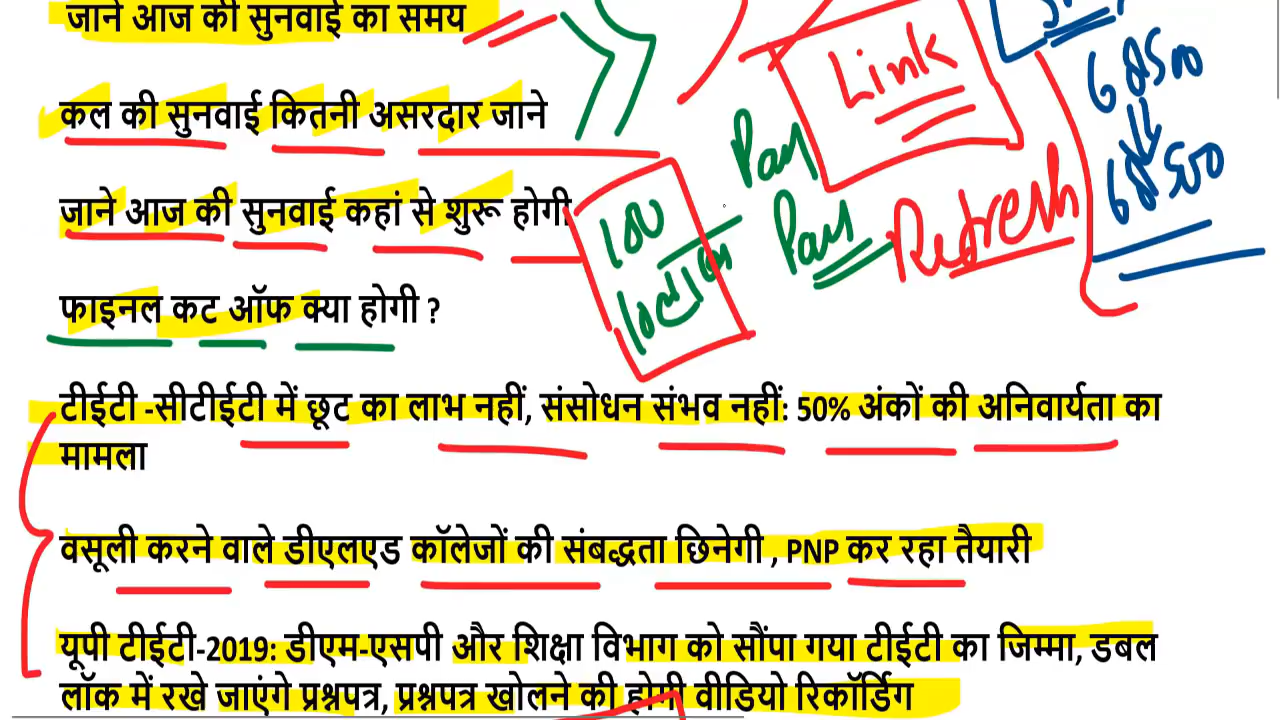 जाने आज की सुनवाई का समय
कल की सुनवाई कितनी असरदार जाने
जाने आज की सुनवाई कहां से शुरू होगी
फाइनल कट ऑफ क्या होगी ?
टीईटी -सीटीईटी में छूट का लाभ नहीं, संसोधन संभव नहीं: 50% अंकों की अनिवार्यता का
मामला
वसूली करने वाले डीएलएड कॉलेजों की संबद्धता छिनेगी , PNP कर रहा तैयारी
यूपी टीईटी-2019: डीएम-एसपी और शिक्षा विभाग को सौंपा गया टीईटी का जिम्मा, डबल
लॉक में रखे जाएंगे प्रश्नपत्र, प्रश्नपत्र खोलने की होगी वीडियो रिकॉर्डिंग
Link
Pay
Pay
Refresh
100
68500
68500